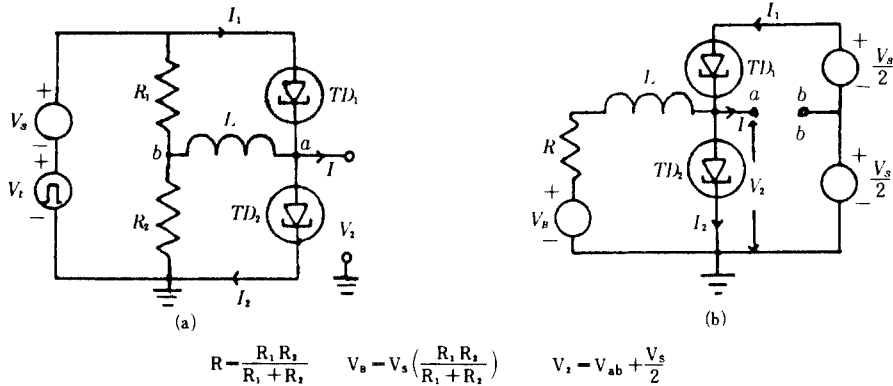 I₁
R₁
TD₁
V_s
+
−
L
b
a
I
+
V_t
−
R₂
TD₂
V₂
I₂
(a)
I₁
TD₁
+
V_s/2
−
L
a
b
I
b
R
TD₂
+
V_s/2
−
V₂
+
V_B
−
I₂
(b)
R=R₁R₂/(R₁+R₂) V_B=V_S(R₁R₂/(R₁+R₂)) V₂=V_ab+V_s/2